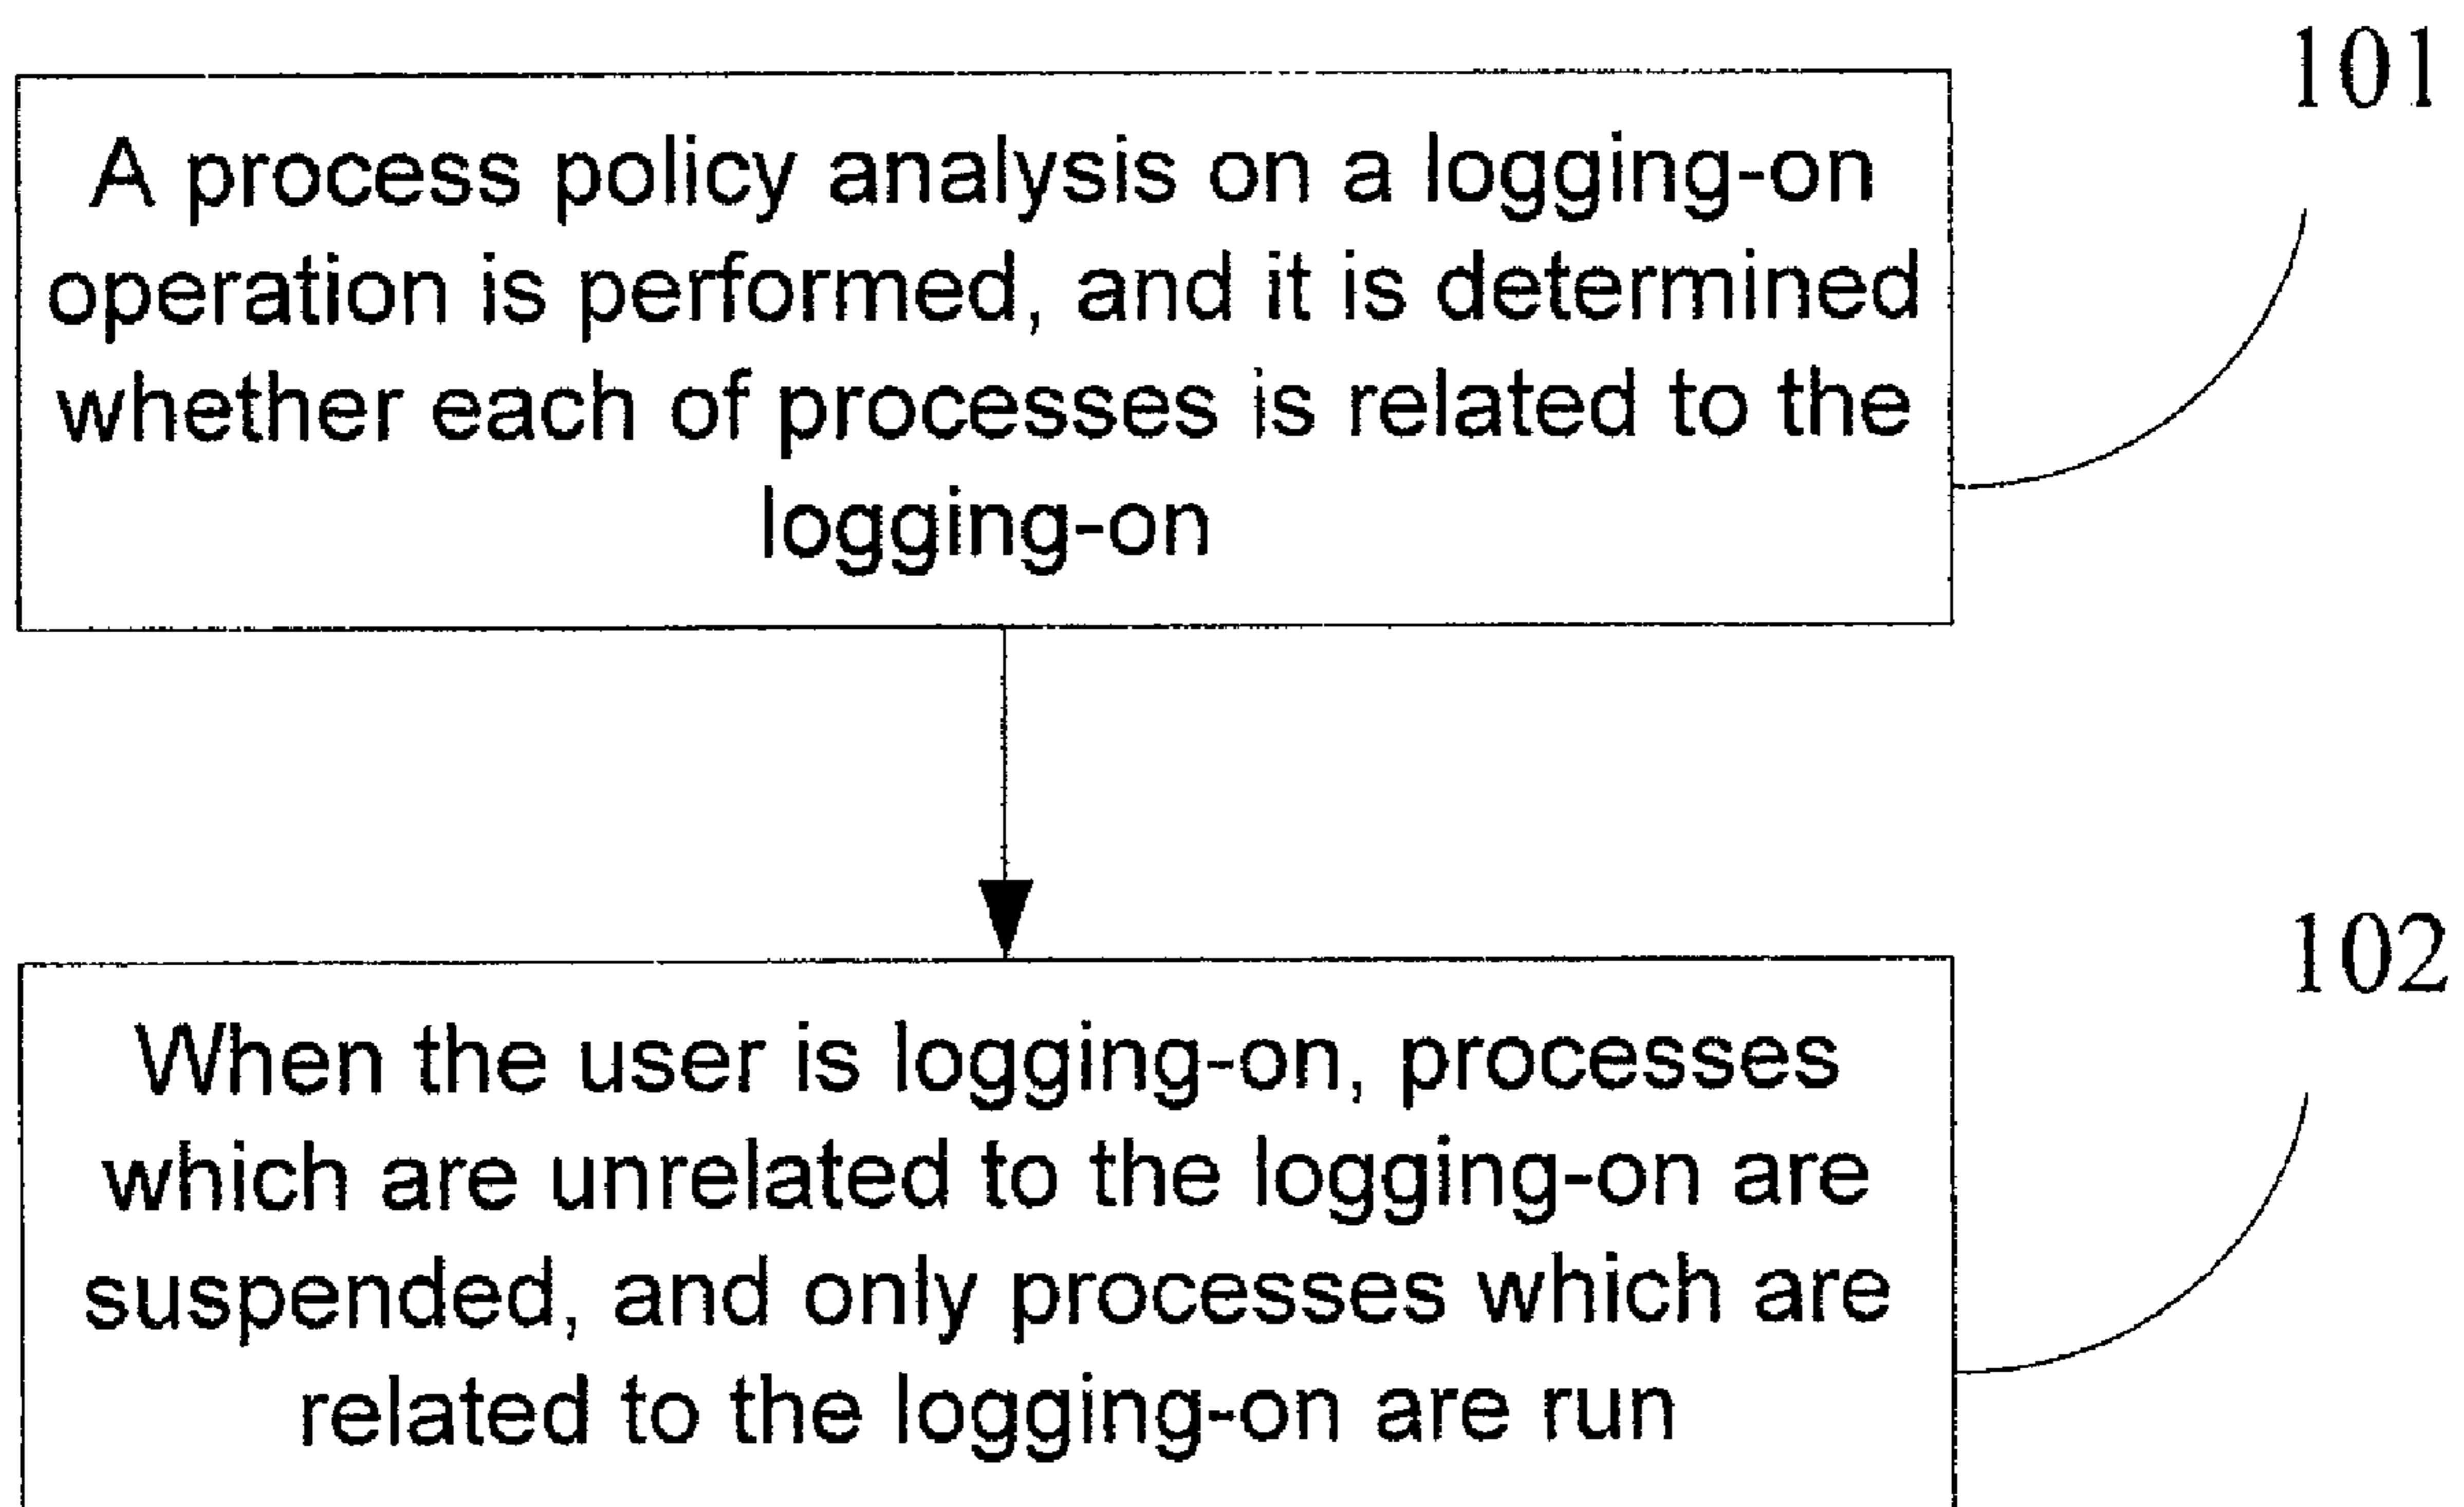 101
A process policy analysis on a logging-on
operation is performed, and it is determined
whether each of processes is related to the
logging-on
102
When the user is logging-on, processes
which are unrelated to the logging-on are
suspended, and only processes which are
related to the logging-on are run